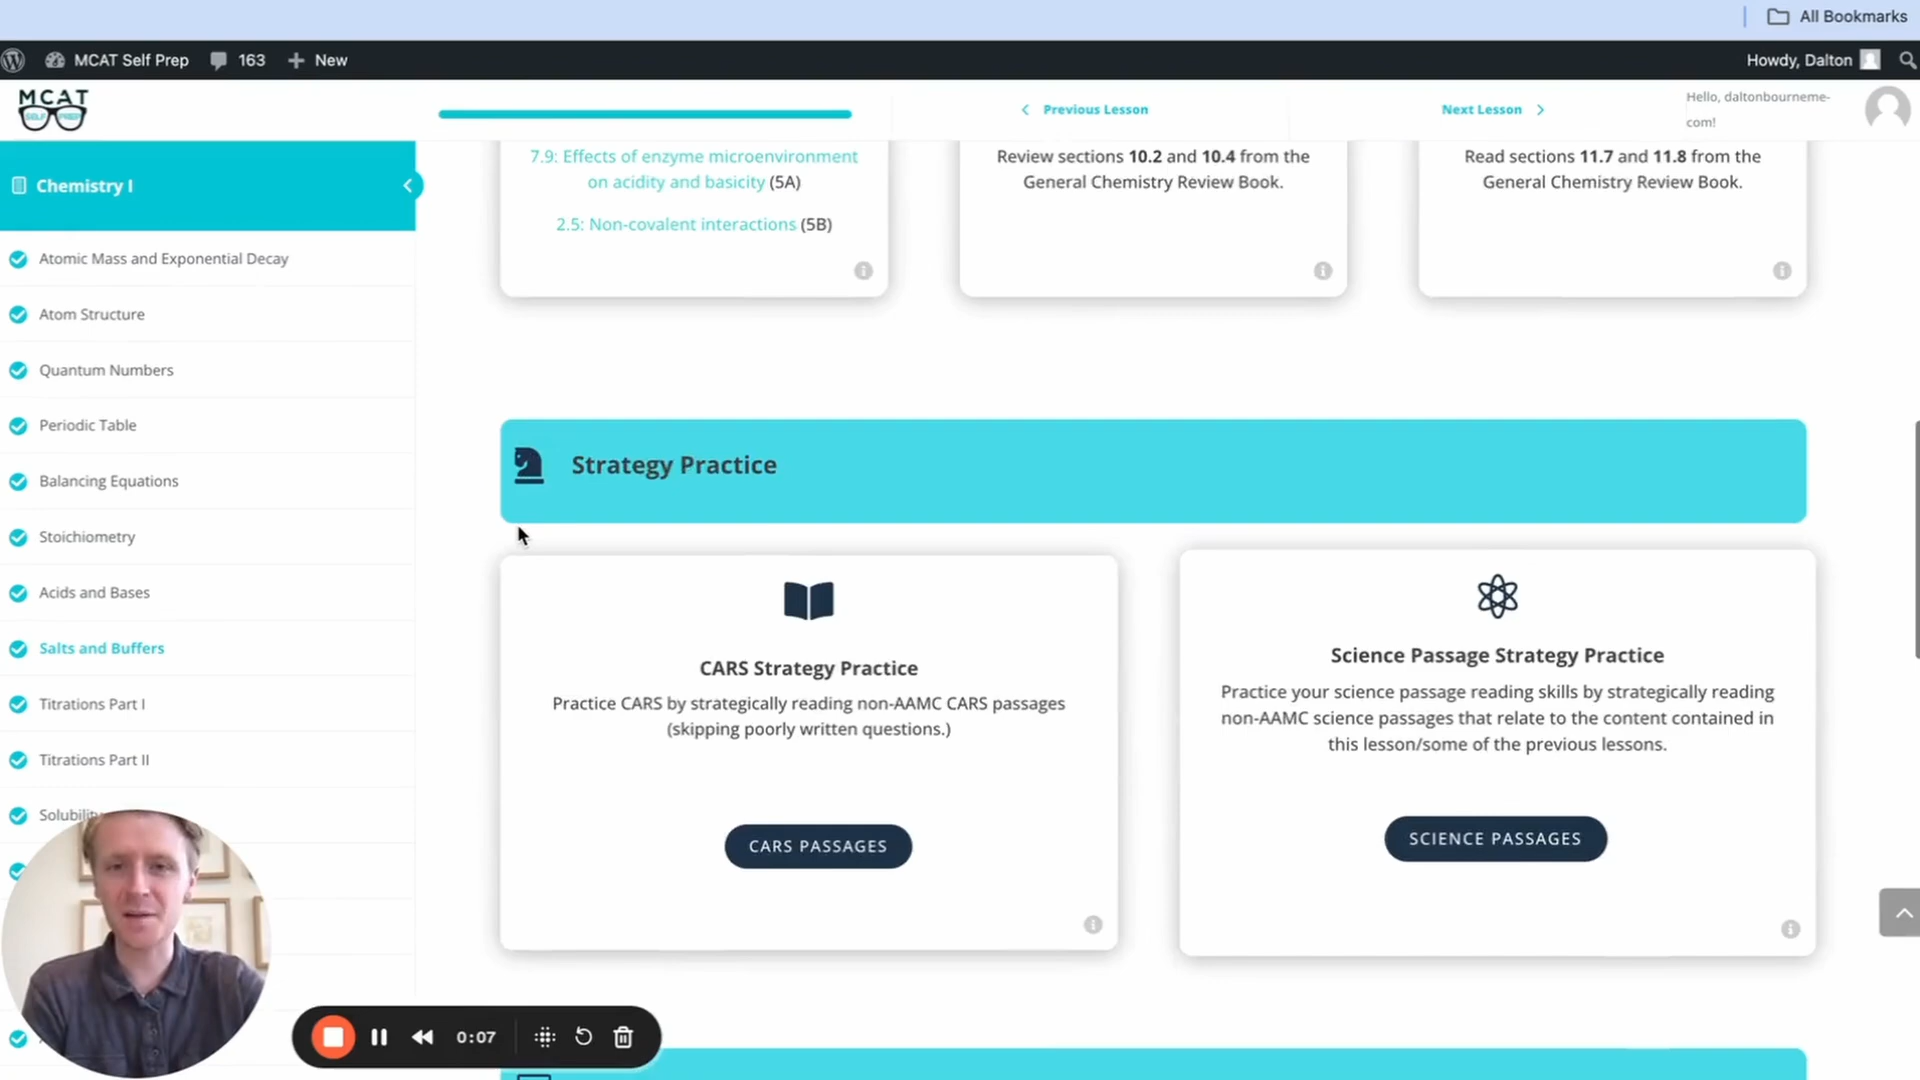 All Bookmarks
MCAT Self Prep
163
New
Howdy, Dalton
MCAT
SELF PREP
Previous Lesson
Next Lesson
Hello, daltonbourneme-
com!
Chemistry I
Atomic Mass and Exponential Decay
Atom Structure
Quantum Numbers
Periodic Table
Balancing Equations
Stoichiometry
Acids and Bases
Salts and Buffers
Titrations Part I
Titrations Part II
Solubility
7.9: Effects of enzyme microenvironment
on acidity and basicity (5A)
2.5: Non-covalent interactions (5B)
Review sections 10.2 and 10.4 from the
General Chemistry Review Book.
Read sections 11.7 and 11.8 from the
General Chemistry Review Book.
Strategy Practice
CARS Strategy Practice
Practice CARS by strategically reading non-AAMC CARS passages
(skipping poorly written questions.)
CARS PASSAGES
Science Passage Strategy Practice
Practice your science passage reading skills by strategically reading
non-AAMC science passages that relate to the content contained in
this lesson/some of the previous lessons.
SCIENCE PASSAGES
0:07